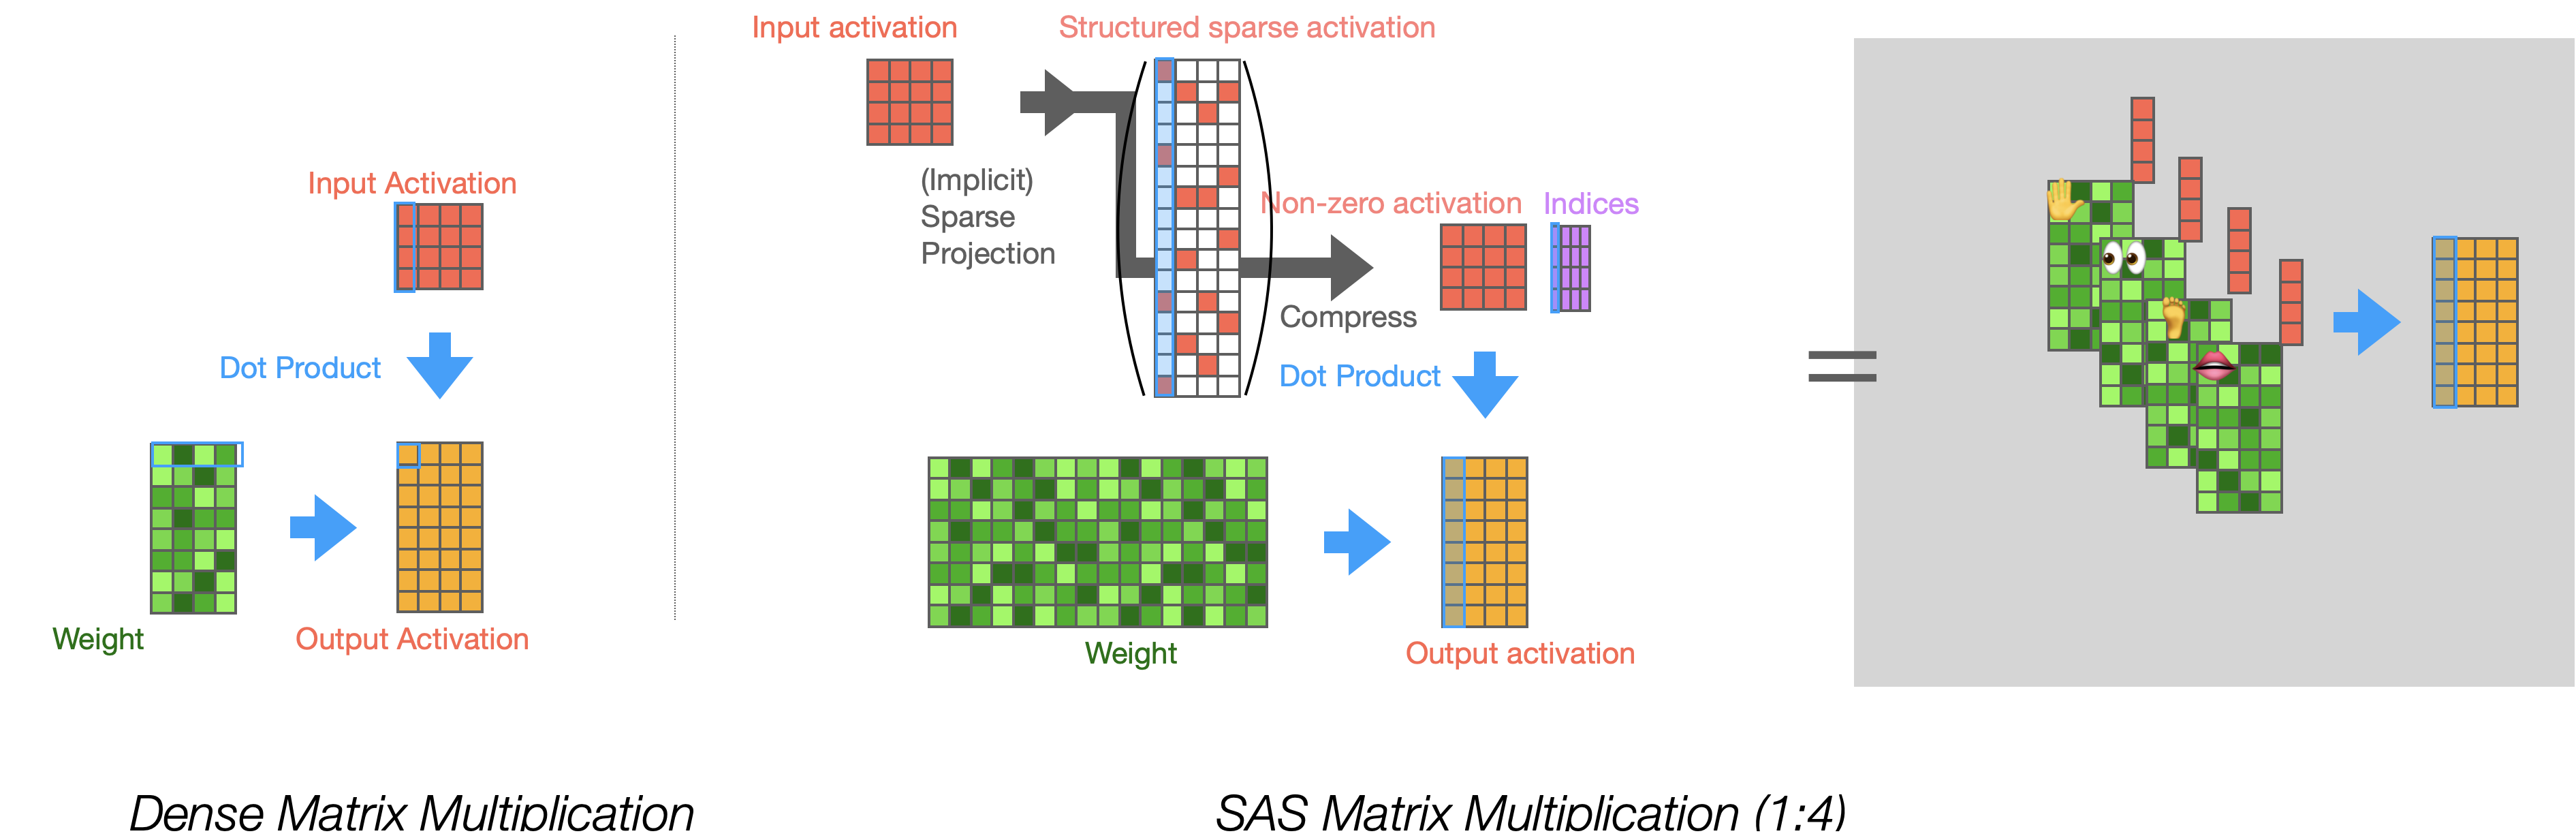 Input Activation
Dot Product
Weight
Output Activation
Dense Matrix Multiplication
Input activation
Structured sparse activation
(Implicit)
Sparse
Projection
Non-zero activation
Indices
Compress
Dot Product
Weight
Output activation
=
SAS Matrix Multiplication (1:4)